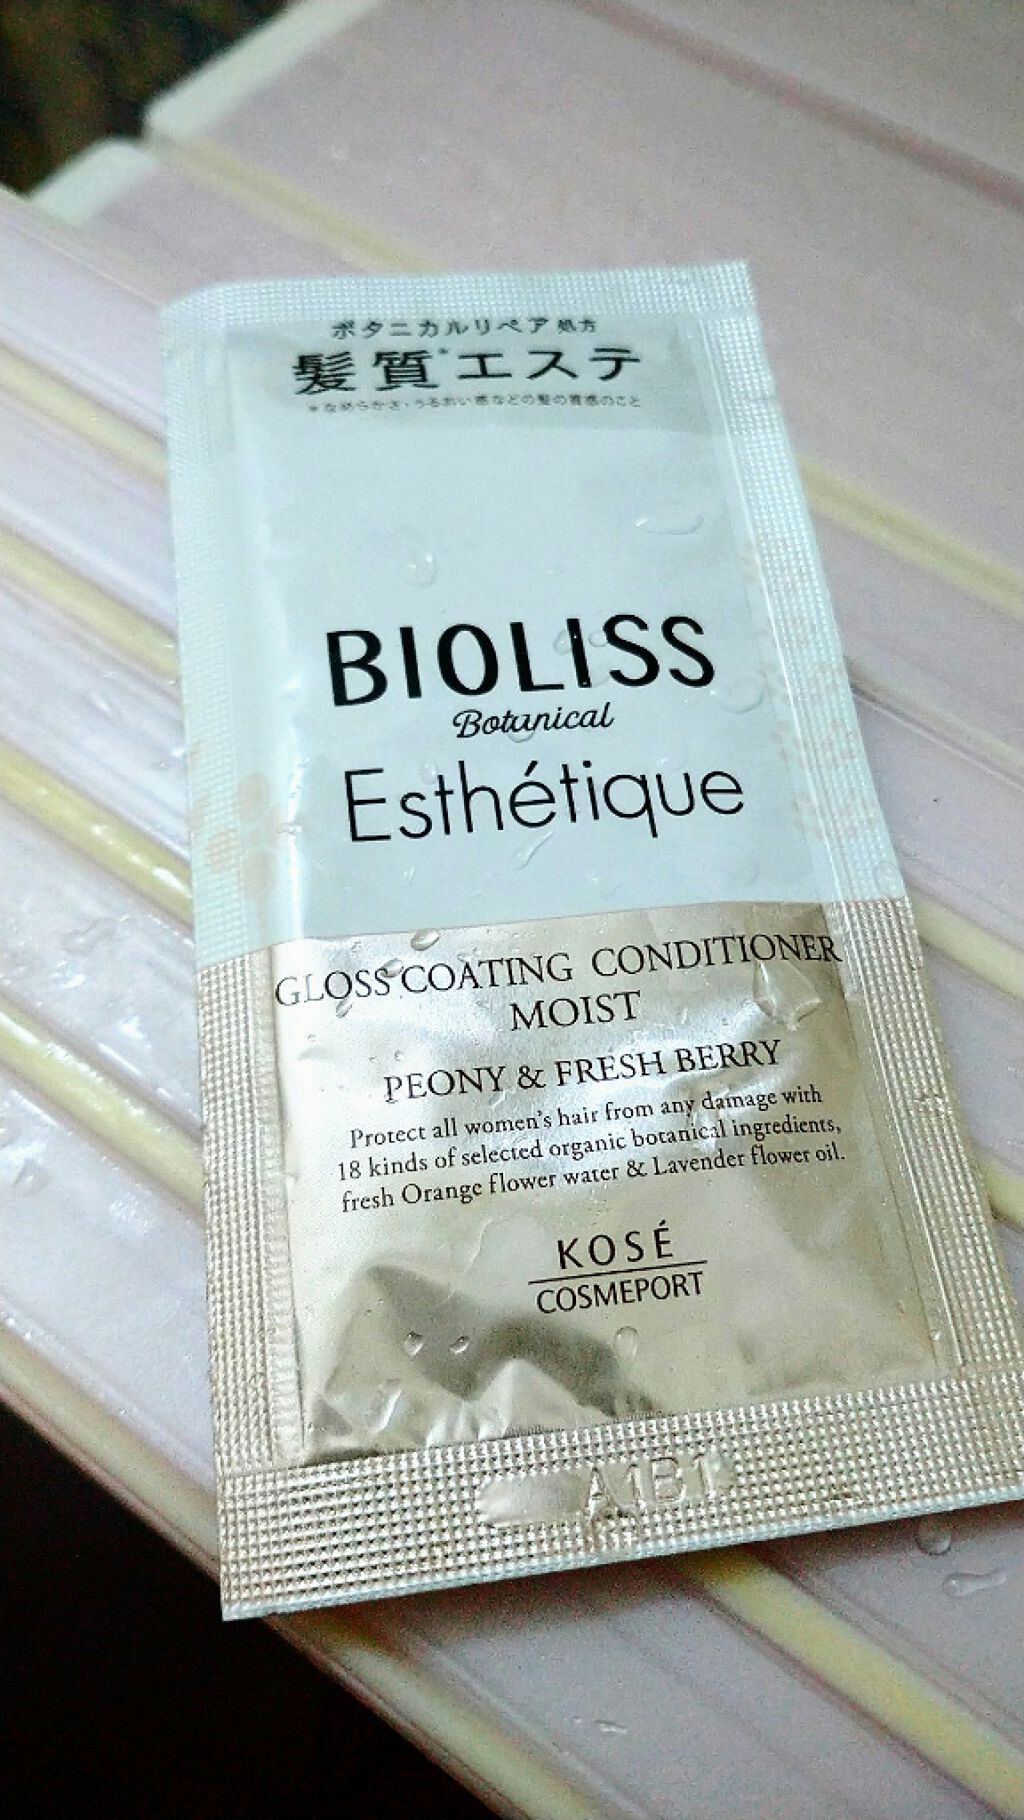 ボタニカルリペア処方
髪質*エステ
*なめらかさ・うるおい感などの髪の質感のこと
BIOLISS
Botanical
Esthétique
GLOSS COATING CONDITIONER
MOIST
PEONY & FRESH BERRY
Protect all women's hair from any damage with
18 kinds of selected organic botanical ingredients,
fresh Orange flower water & Lavender flower oil.
KOSÉ
COSMEPORT
A1B1